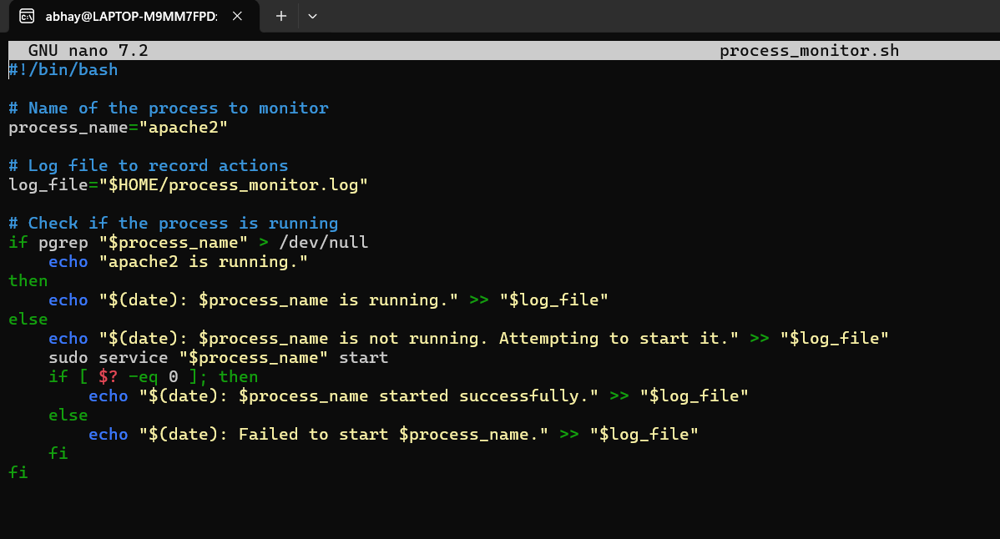 abhay@LAPTOP-M9MM7FPD:
GNU nano 7.2 process_monitor.sh
#!/bin/bash
# Name of the process to monitor
process_name="apache2"
# Log file to record actions
log_file="$HOME/process_monitor.log"
# Check if the process is running
if pgrep "$process_name" > /dev/null
    echo "apache2 is running."
then
    echo "$(date): $process_name is running." >> "$log_file"
else
    echo "$(date): $process_name is not running. Attempting to start it." >> "$log_file"
    sudo service "$process_name" start
    if [ $? -eq 0 ]; then
        echo "$(date): $process_name started successfully." >> "$log_file"
    else
        echo "$(date): Failed to start $process_name." >> "$log_file"
    fi
fi